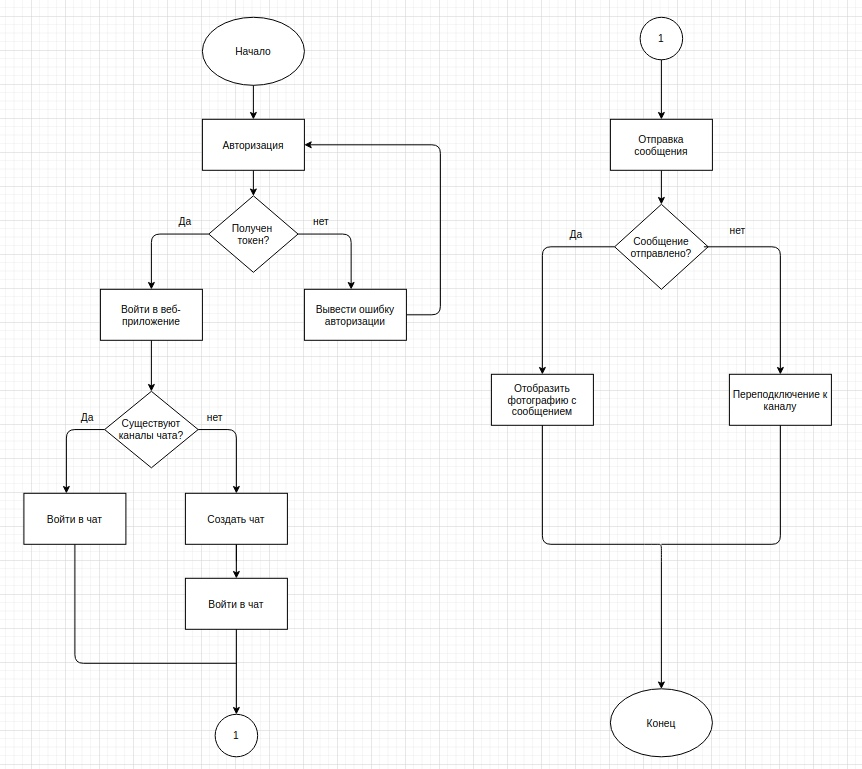 Начало
Авторизация
Получен
токен?
Да
нет
Войти в веб-
приложение
Вывести ошибку
авторизации
Существуют
каналы чата?
Да
нет
Войти в чат
Создать чат
Войти в чат
1
1
Отправка
сообщения
Сообщение
отправлено?
Да
нет
Отобразить
фотографию с
сообщением
Переподключение к
каналу
Конец